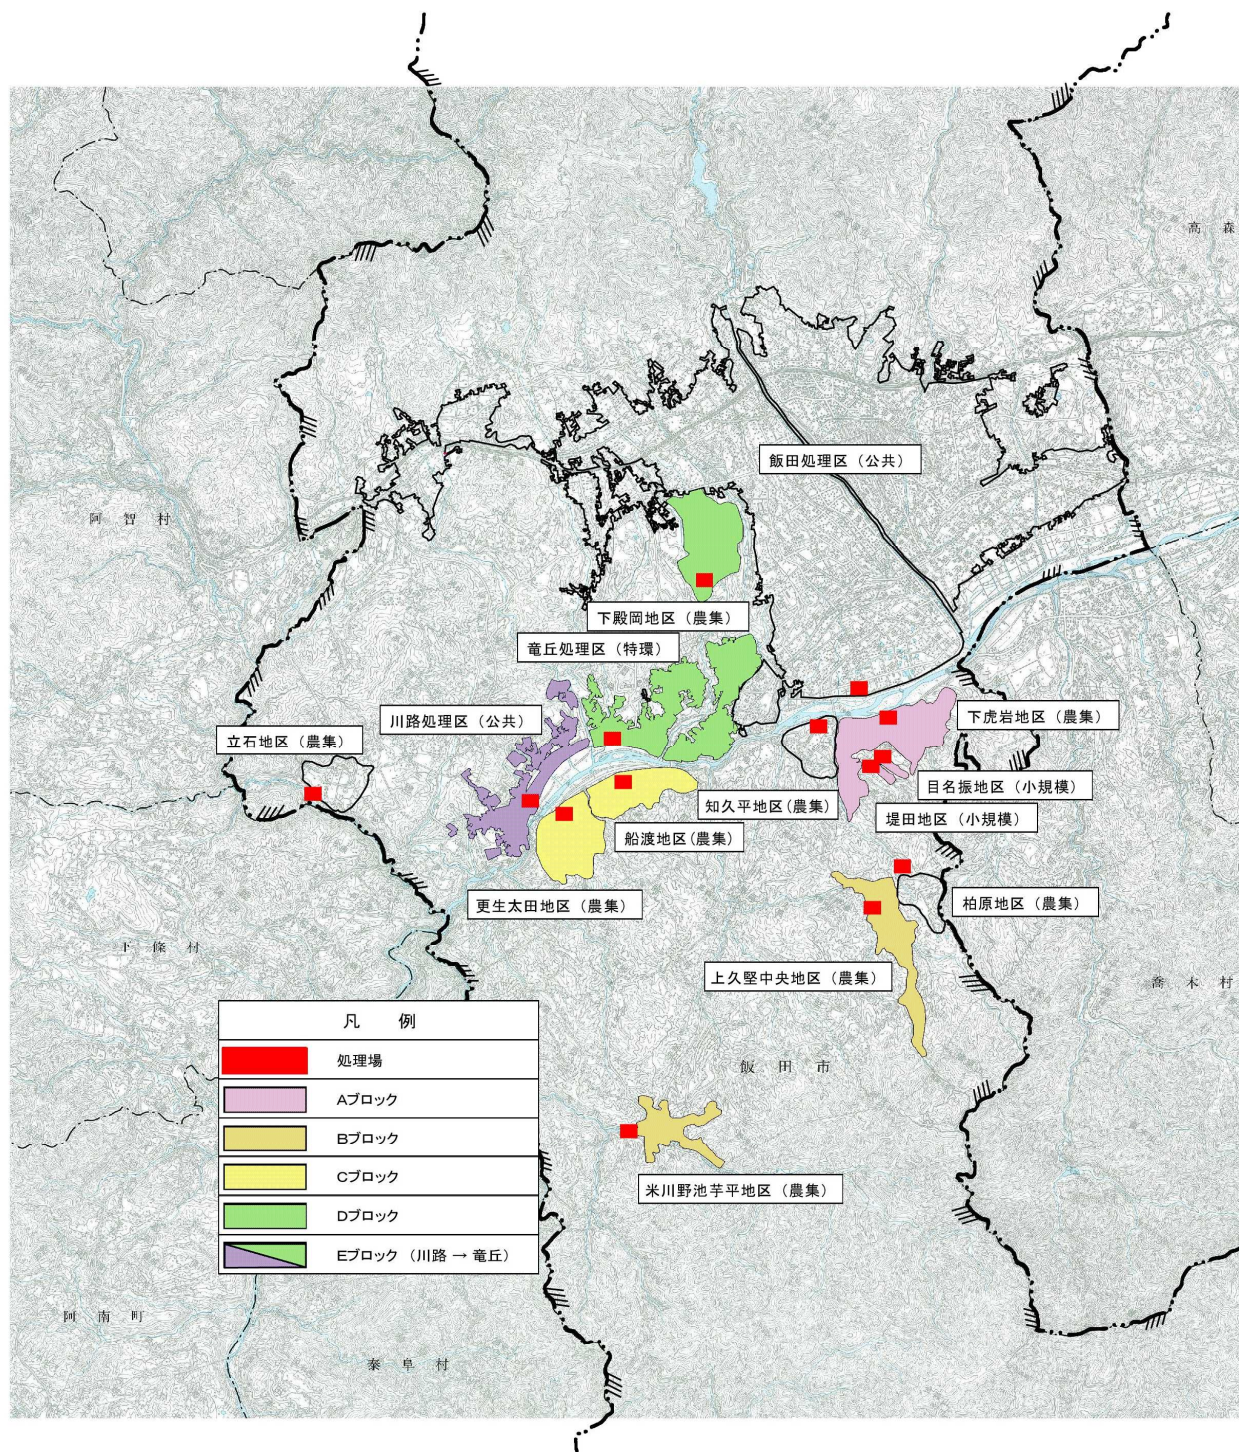 高森
飯田処理区（公共）
阿智村
下殿岡地区（農集）
竜丘処理区（特環）
川路処理区（公共）
下虎岩地区（農集）
立石地区（農集）
目名振地区（小規模）
知久平地区（農集）
堤田地区（小規模）
船渡地区（農集）
更生太田地区（農集）
柏原地区（農集）
下條村
上久堅中央地区（農集）
喬木村
凡 例
処理場
Aブロック
Bブロック
Cブロック
Dブロック
Eブロック （川路 → 竜丘）
飯田市
米川野池芋平地区（農集）
阿南町
泰阜村